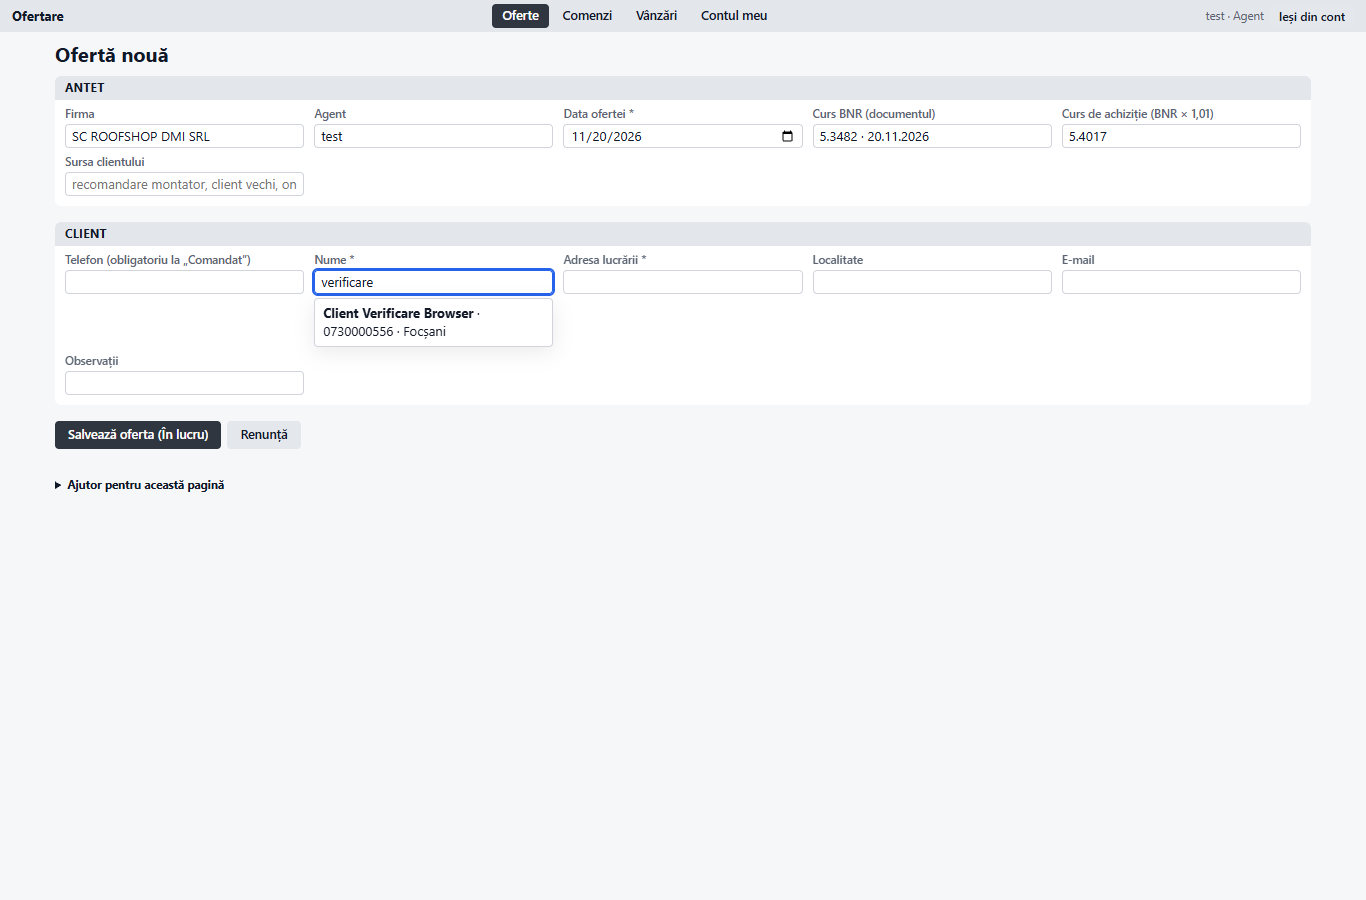 Ofertare
Oferte Comenzi Vânzări Contul meu
test · Agent Ieși din cont
Ofertă nouă
ANTET
Firma Agent Data ofertei * Curs BNR (documentul) Curs de achiziție (BNR × 1,01)
SC ROOFSHOP DMI SRL test 11/20/2026 5.3482 · 20.11.2026 5.4017
Sursa clientului
recomandare montator, client vechi, on
CLIENT
Telefon (obligatoriu la „Comandat”) Nume * Adresa lucrării * Localitate E-mail
verificare
Client Verificare Browser ·
0730000556 · Focșani
Observații
Salvează oferta (În lucru) Renunță
Ajutor pentru această pagină